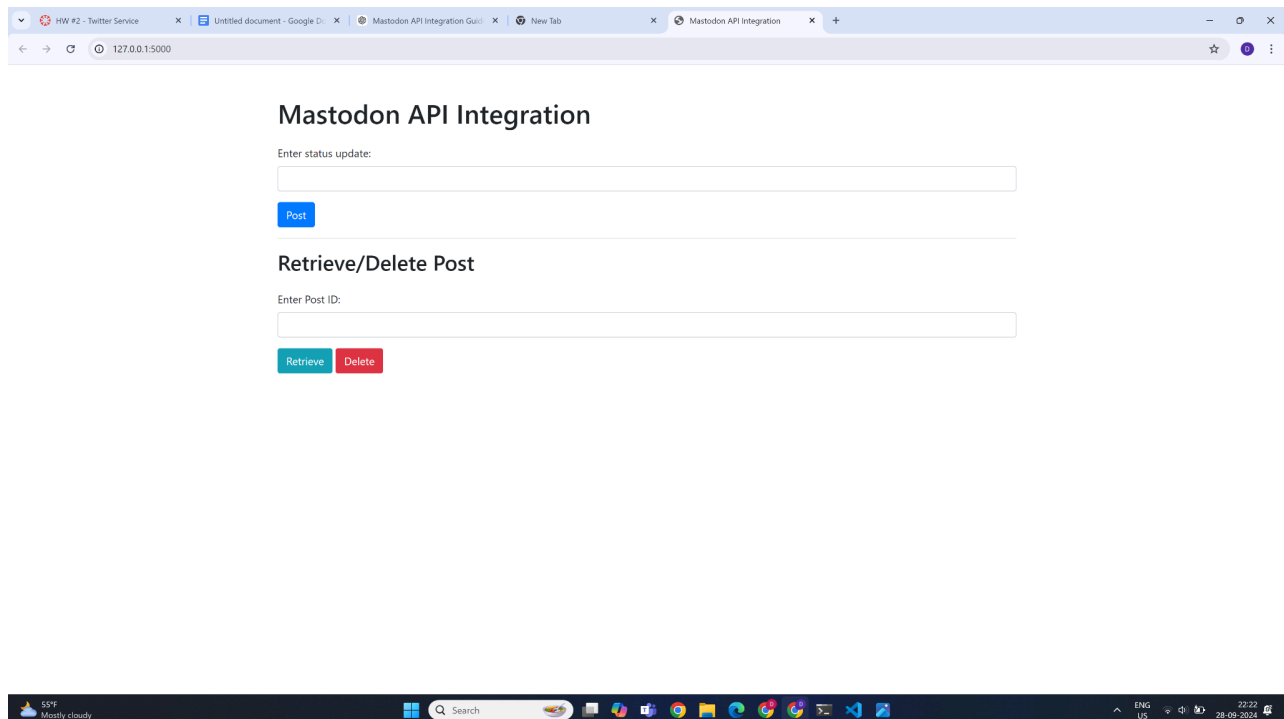 HW #2 - Twitter Service
Untitled document - Google Do
Mastodon API Integration Guid
New Tab
Mastodon API Integration
127.0.0.1:5000
D
Mastodon API Integration
Enter status update:
Post
Retrieve/Delete Post
Enter Post ID:
Retrieve Delete
55°F
Mostly cloudy
Search
ENG
US
22:22
28-09-2024